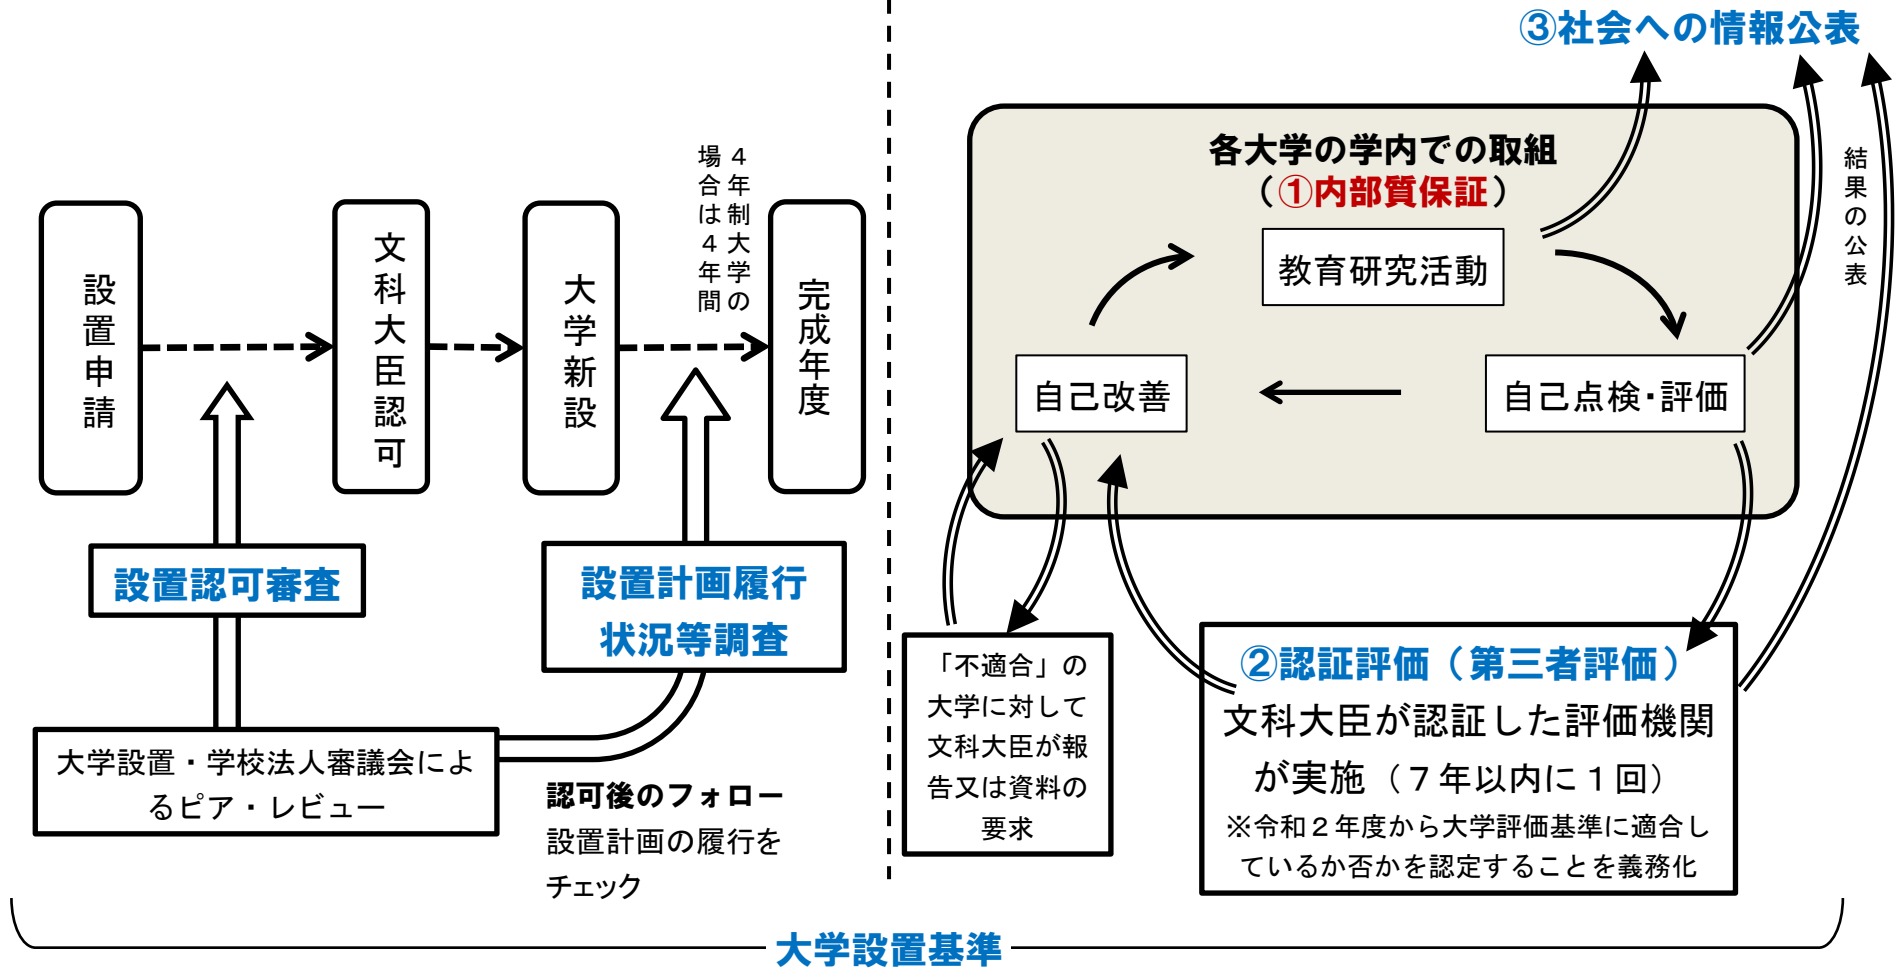 ③社会への情報公表
各大学の学内での取組
（①内部質保証）
教育研究活動
自己改善
自己点検・評価
結果の公表
設置申請
文科大臣認可
大学新設
４年制大学の
場合は４年間
完成年度
設置認可審査
設置計画履行
状況等調査
大学設置・学校法人審議会によ
るピア・レビュー
認可後のフォロー
設置計画の履行を
チェック
「不適合」の
大学に対して
文科大臣が報
告又は資料の
要求
②認証評価（第三者評価）
文科大臣が認証した評価機関
が実施（７年以内に１回）
※令和２年度から大学評価基準に適合し
ているか否かを認定することを義務化
大学設置基準